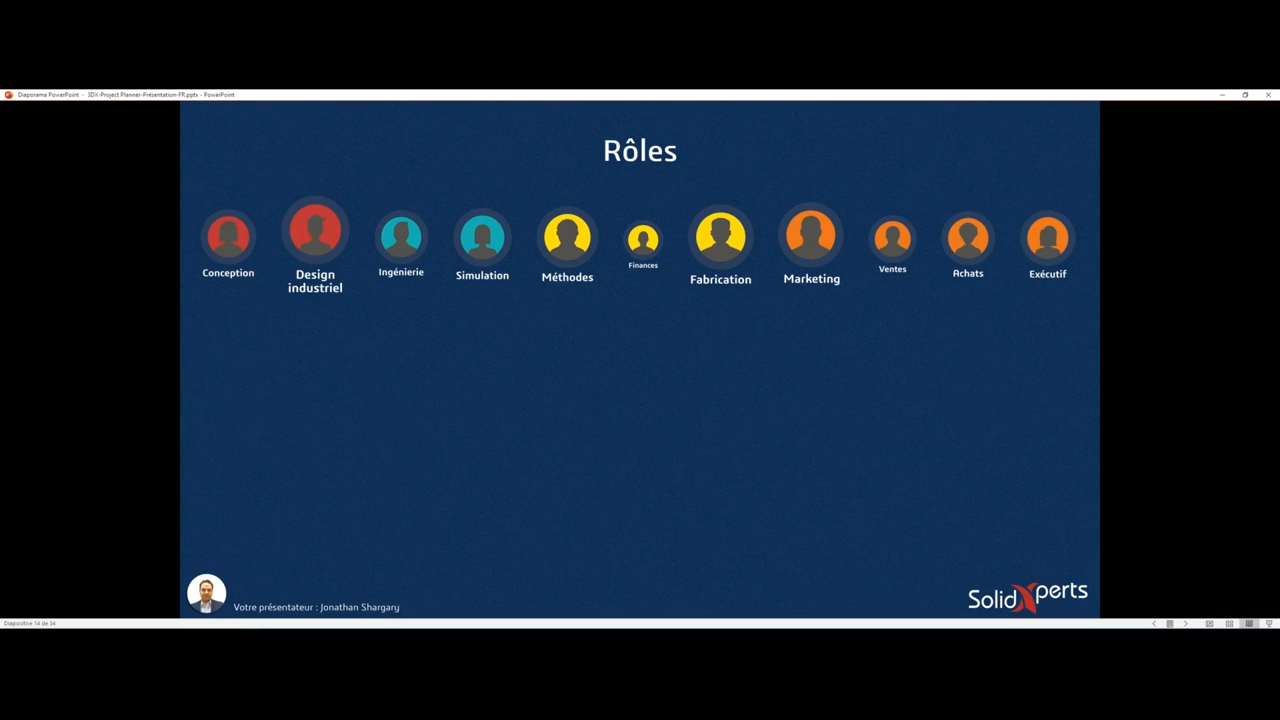 Diaporama PowerPoint - 3DX-Project Planner-Présentation-FR.pptx - PowerPoint
Rôles
Conception
Design
industriel
Ingénierie
Simulation
Méthodes
Finances
Fabrication
Marketing
Ventes
Achats
Exécutif
Votre présentateur : Jonathan Shargary
SolidXperts
Diapositive 14 de 34